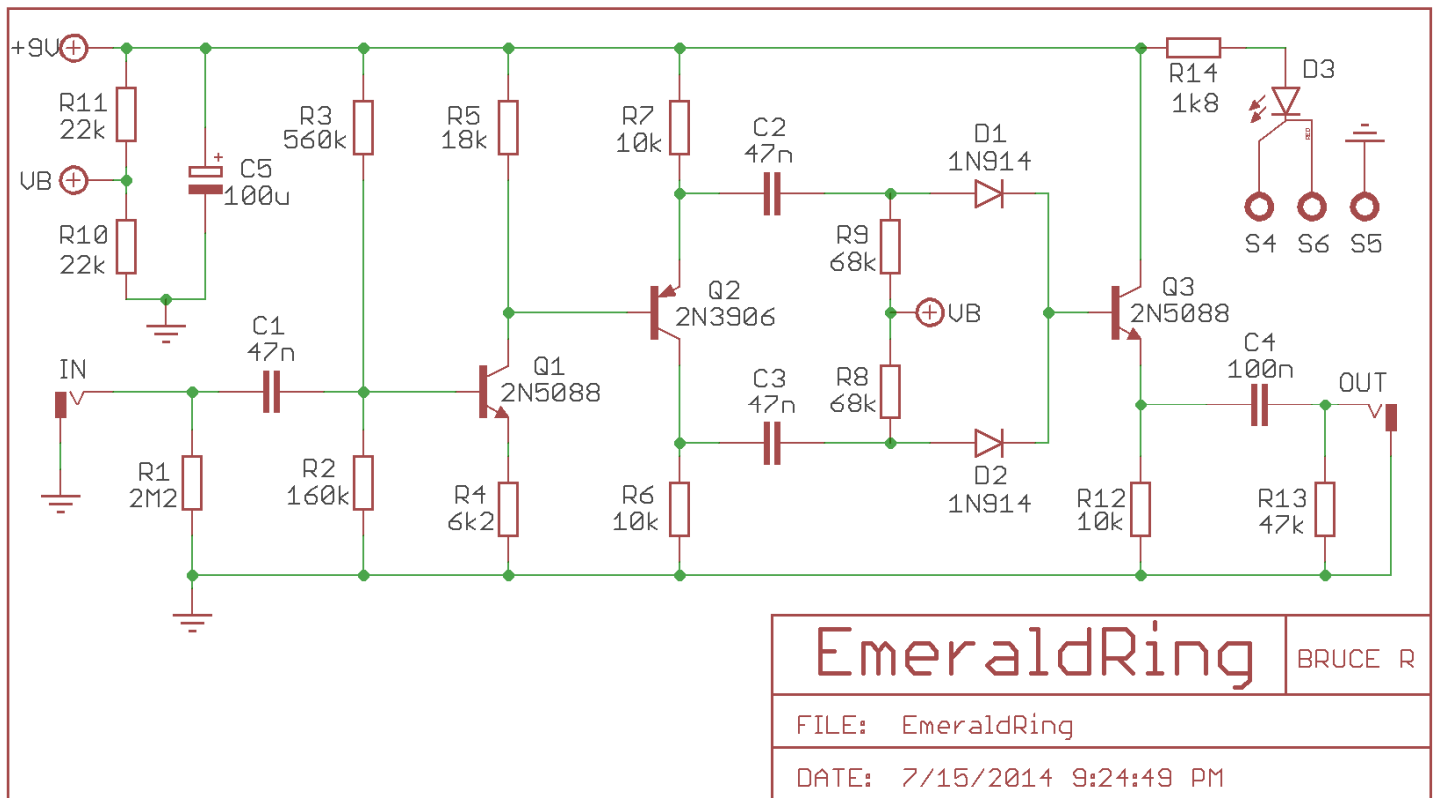 +9V
R11
22k
VB
R10
22k
C5
100u
+
R3
560k
R5
18k
R7
10k
C2
47n
D1
1N914
R14
1k8
D3
RED
S4
S6
S5
R9
68k
VB
R8
68k
Q2
2N3906
Q3
2N5088
C1
47n
IN
Q1
2N5088
C3
47n
C4
100n
OUT
R1
2M2
R2
160k
R4
6k2
R6
10k
D2
1N914
R12
10k
R13
47k
EmeraldRing
BRUCE R
FILE: EmeraldRing
DATE: 7/15/2014 9:24:49 PM